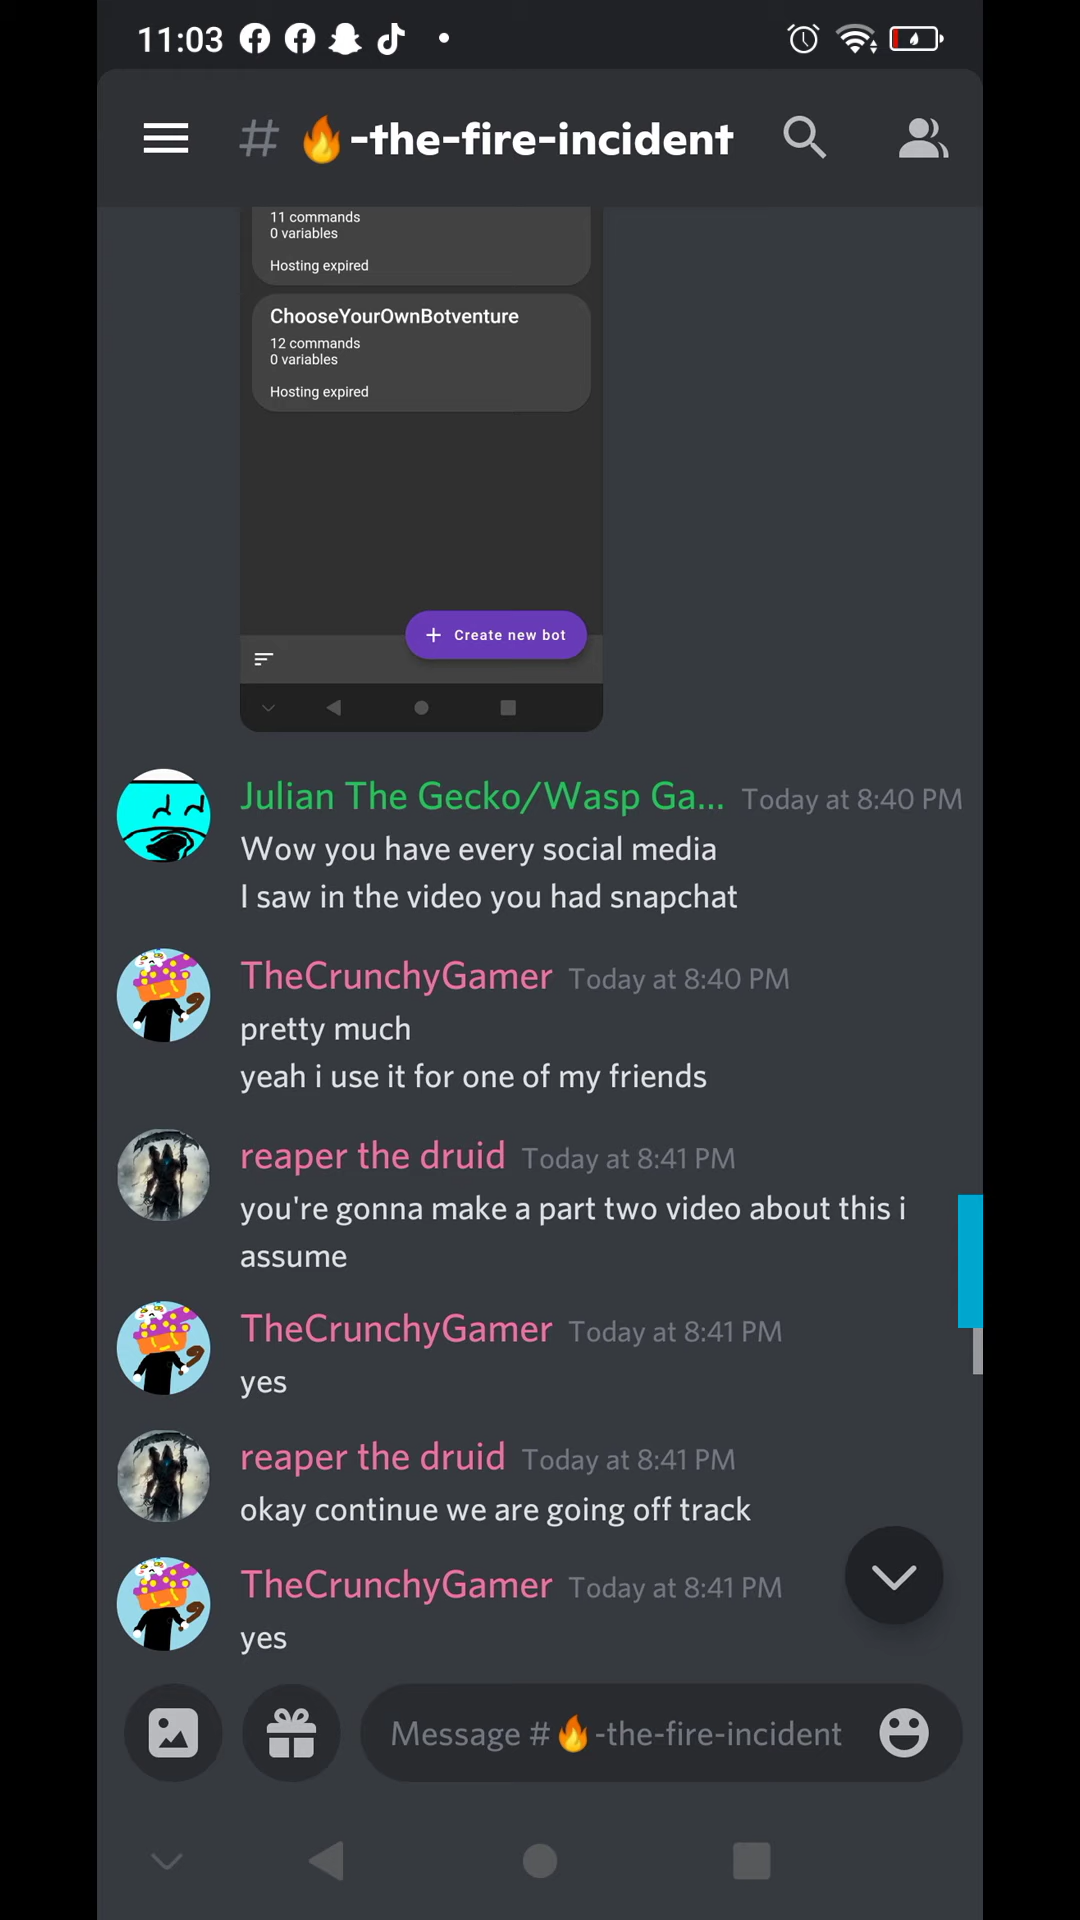 11:03
# 🔥-the-fire-incident
11 commands
0 variables
Hosting expired
ChooseYourOwnBotventure
12 commands
0 variables
Hosting expired
+ Create new bot
Julian The Gecko/Wasp Ga... Today at 8:40 PM
Wow you have every social media
I saw in the video you had snapchat
TheCrunchyGamer Today at 8:40 PM
pretty much
yeah i use it for one of my friends
reaper the druid Today at 8:41 PM
you're gonna make a part two video about this i
assume
TheCrunchyGamer Today at 8:41 PM
yes
reaper the druid Today at 8:41 PM
okay continue we are going off track
TheCrunchyGamer Today at 8:41 PM
yes
Message #🔥-the-fire-incident